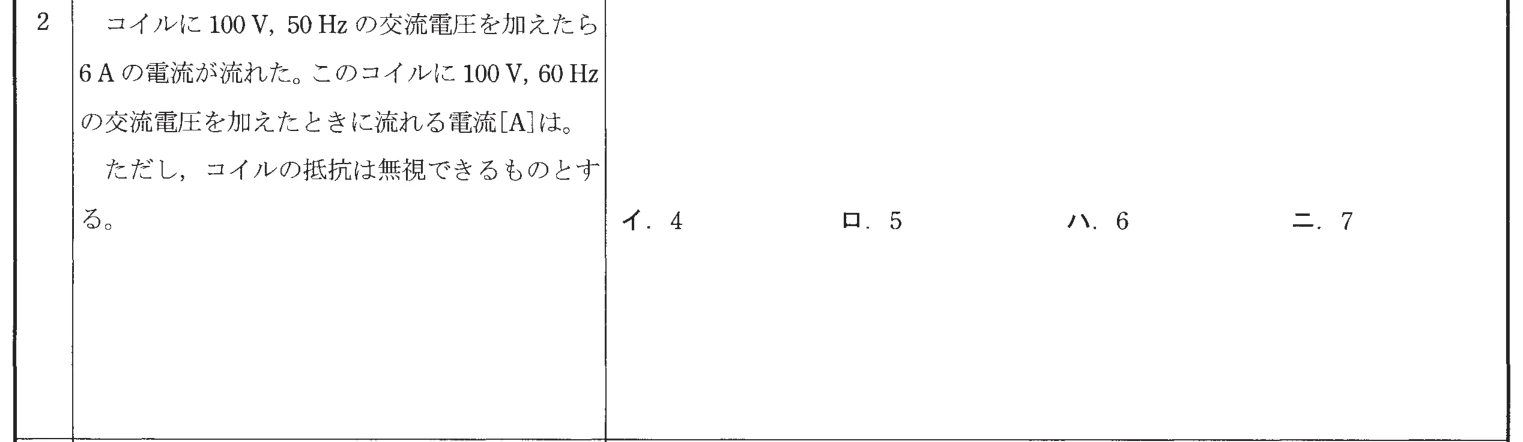 2
コイルに 100 V, 50 Hz の交流電圧を加えたら
6 A の電流が流れた。このコイルに 100 V, 60 Hz
の交流電圧を加えたときに流れる電流[A]は。
ただし，コイルの抵抗は無視できるものとす
る。
イ. 4 ロ. 5 ハ. 6 ニ. 7